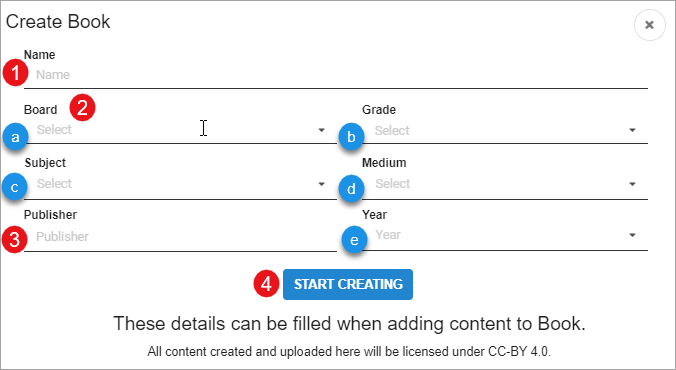 Create Book
×
Name
1 Name
Board 2 Grade
a Select b Select
Subject Medium
c Select d Select
Publisher Year
3 Publisher e Year
4 START CREATING
These details can be filled when adding content to Book.
All content created and uploaded here will be licensed under CC-BY 4.0.